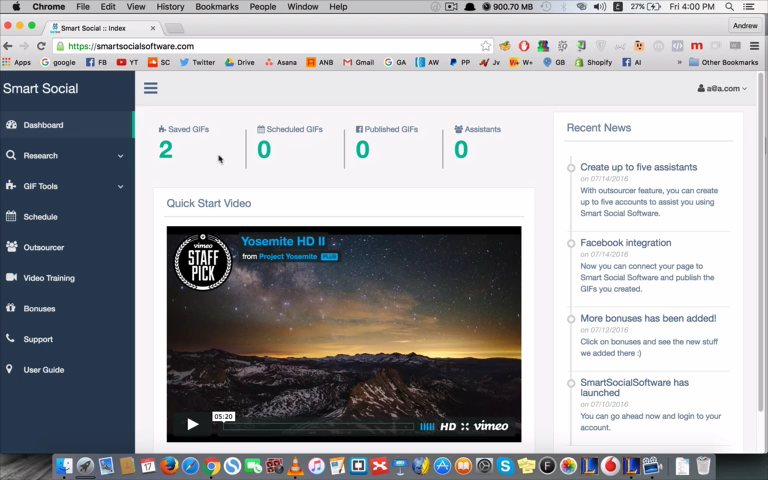 Chrome File Edit View History Bookmarks People Window Help
900.70 MB 27% Fri 4:00 PM
Smart Social :: Index
Andrew
https://smartsocialsoftware.com
Apps google FB YT SC Twitter Drive Asana ANB Gmail GA AW PP Jv W+ GB Shopify AI » Other Bookmarks
Smart Social
a@a.com
Dashboard
Research
GIF Tools
Schedule
Outsourcer
Video Training
Bonuses
Support
User Guide
Saved GIFs
2
Scheduled GIFs
0
Published GIFs
0
Assistants
0
Quick Start Video
vimeo
STAFF
PICK
Yosemite HD II
from Project Yosemite PLUS
05:20
HD vimeo
Recent News
Create up to five assistants
on 07/14/2016
With outsourcer feature, you can create
up to five accounts to assist you using
Smart Social Software.
Facebook integration
on 07/14/2016
Now you can connect your page to
Smart Social Software and publish the
GIFs you created.
More bonuses has been added!
on 07/12/2016
Click on bonuses and see the new stuff
we added there :)
SmartSocialSoftware has
launched
on 07/10/2016
You can go ahead now and login to your
account.